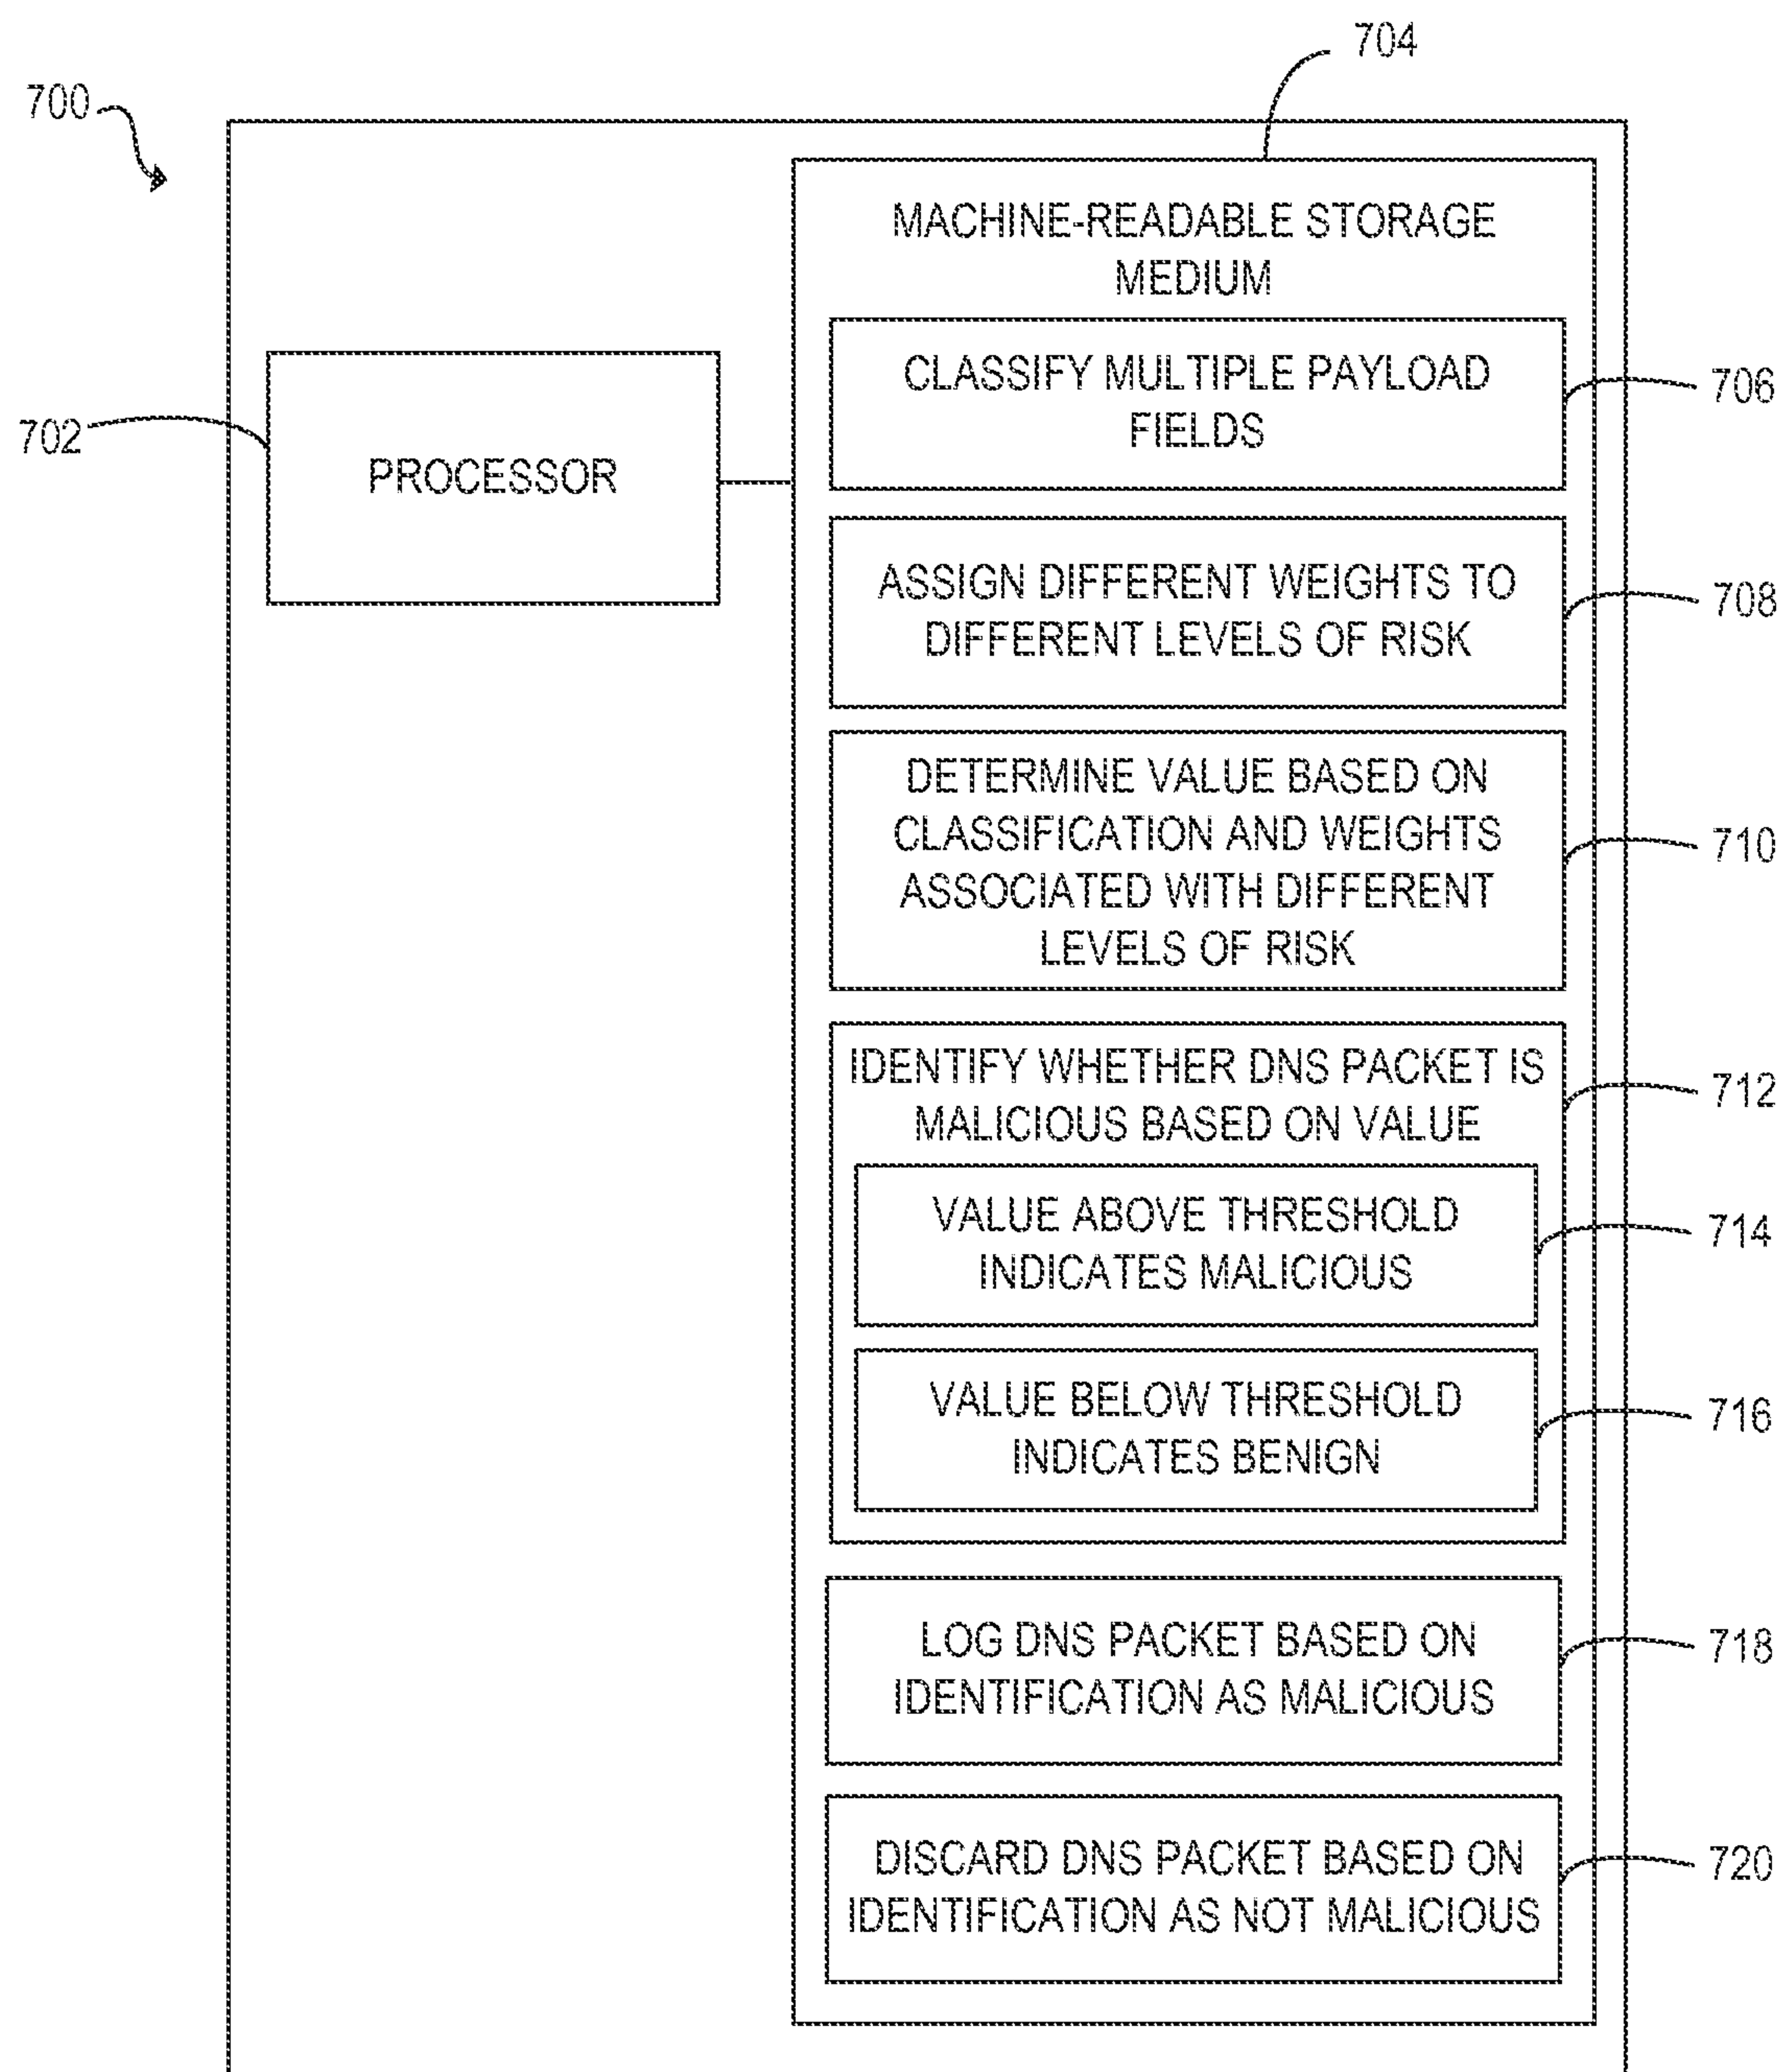 704
700
MACHINE-READABLE STORAGE
MEDIUM
CLASSIFY MULTIPLE PAYLOAD
FIELDS
706
702
PROCESSOR
ASSIGN DIFFERENT WEIGHTS TO
DIFFERENT LEVELS OF RISK
708
DETERMINE VALUE BASED ON
CLASSIFICATION AND WEIGHTS
ASSOCIATED WITH DIFFERENT
LEVELS OF RISK
710
IDENTIFY WHETHER DNS PACKET IS
MALICIOUS BASED ON VALUE
712
VALUE ABOVE THRESHOLD
INDICATES MALICIOUS
714
VALUE BELOW THRESHOLD
INDICATES BENIGN
716
LOG DNS PACKET BASED ON
IDENTIFICATION AS MALICIOUS
718
DISCARD DNS PACKET BASED ON
IDENTIFICATION AS NOT MALICIOUS
720